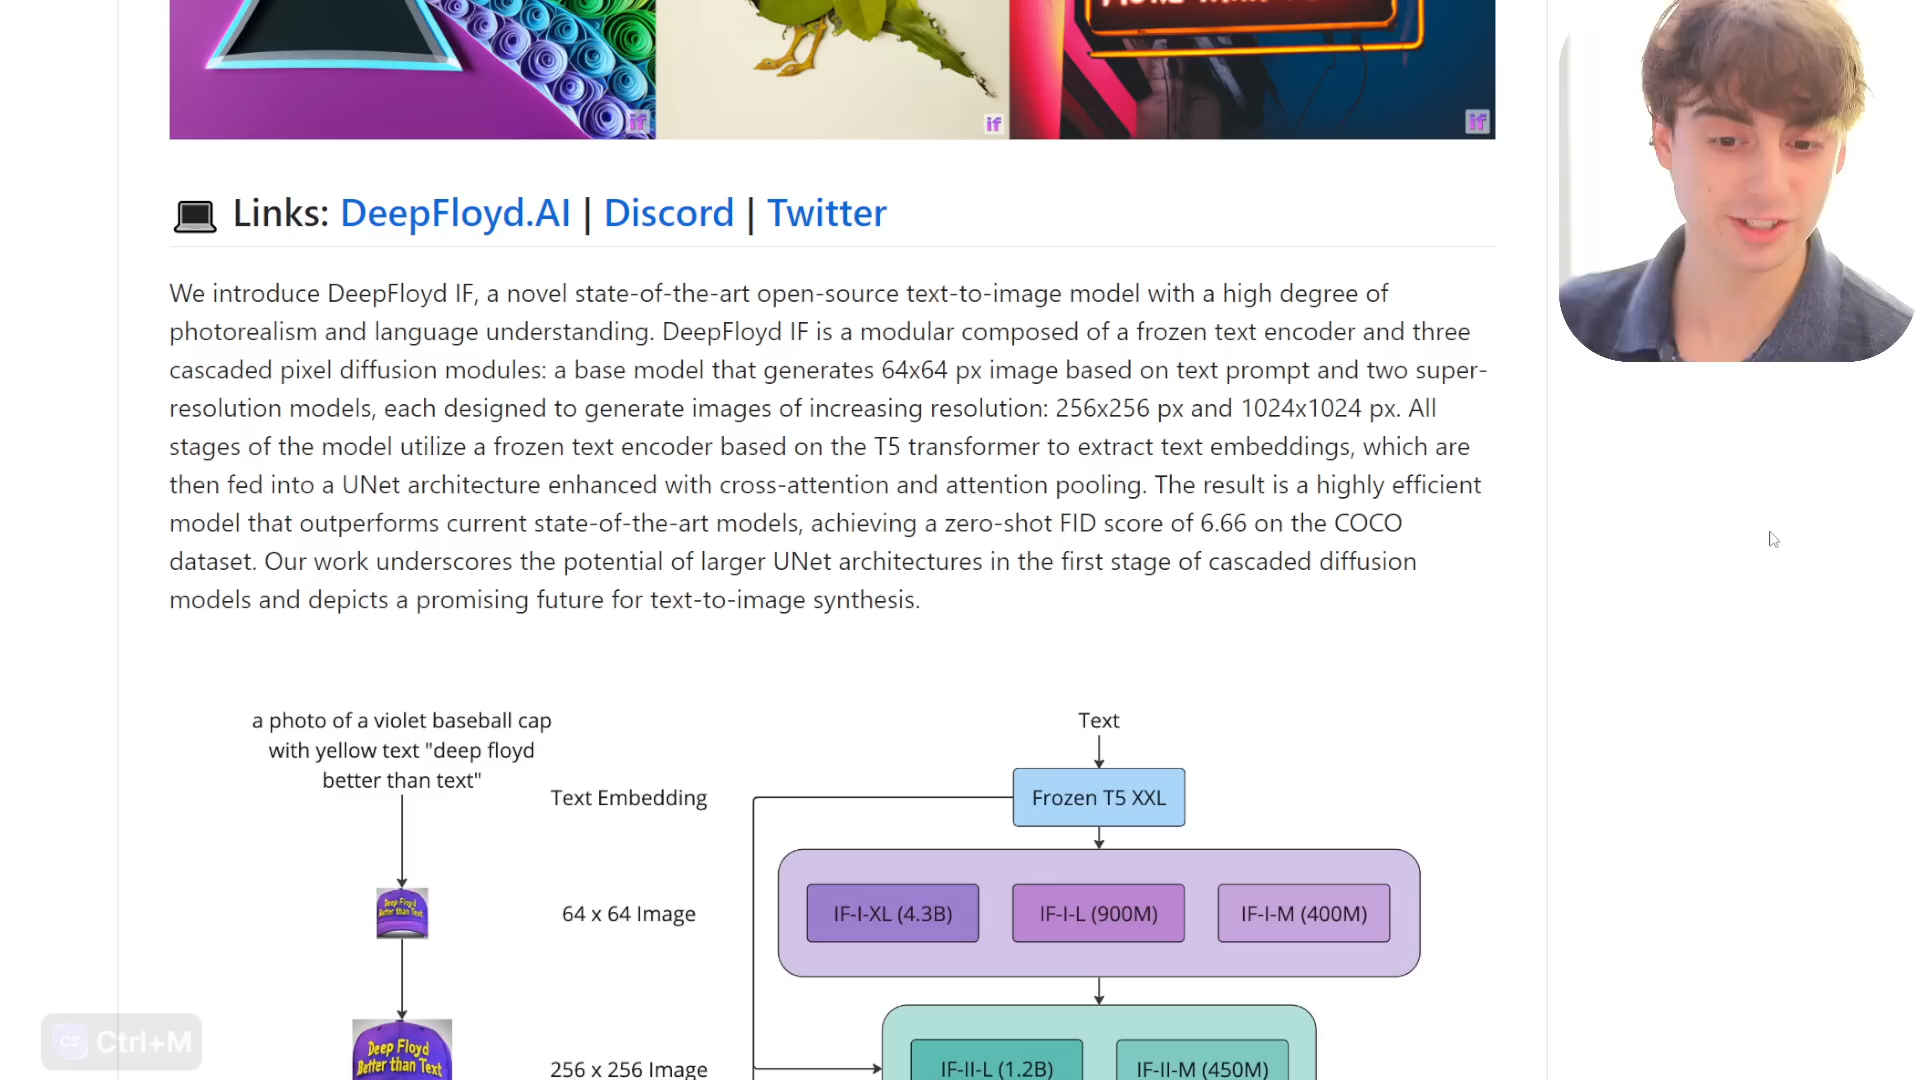 if
if
if
Links: DeepFloyd.AI | Discord | Twitter
We introduce DeepFloyd IF, a novel state-of-the-art open-source text-to-image model with a high degree of
photorealism and language understanding. DeepFloyd IF is a modular composed of a frozen text encoder and three
cascaded pixel diffusion modules: a base model that generates 64x64 px image based on text prompt and two super-
resolution models, each designed to generate images of increasing resolution: 256x256 px and 1024x1024 px. All
stages of the model utilize a frozen text encoder based on the T5 transformer to extract text embeddings, which are
then fed into a UNet architecture enhanced with cross-attention and attention pooling. The result is a highly efficient
model that outperforms current state-of-the-art models, achieving a zero-shot FID score of 6.66 on the COCO
dataset. Our work underscores the potential of larger UNet architectures in the first stage of cascaded diffusion
models and depicts a promising future for text-to-image synthesis.
a photo of a violet baseball cap
with yellow text "deep floyd
better than text"
Text
Text Embedding
Frozen T5 XXL
Deep Floyd
Better than Text
64 x 64 Image
IF-I-XL (4.3B)
IF-I-L (900M)
IF-I-M (400M)
Deep Floyd
Better than Text
256 x 256 Image
IF-II-L (1.2B)
IF-II-M (450M)
CS Ctrl+M